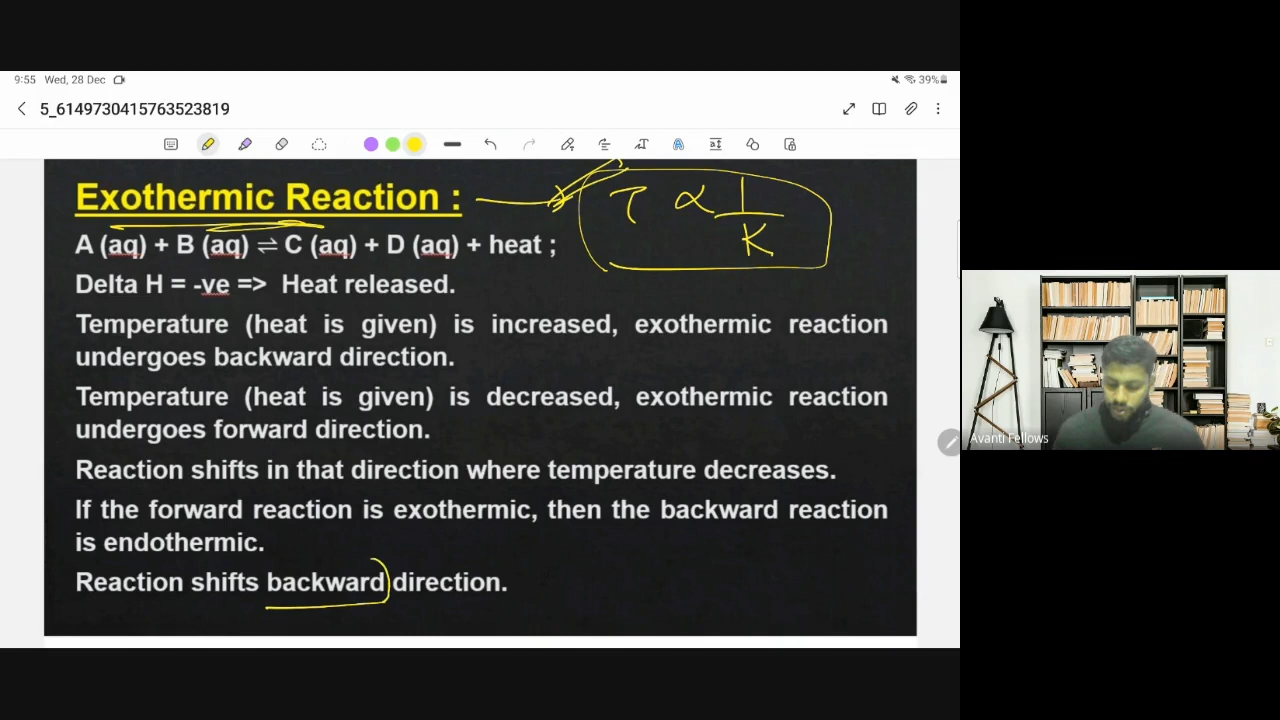 9:55 Wed, 28 Dec
39%
5_6149730415763523819
Exothermic Reaction :
T ∝ 1/K
A (aq) + B (aq) ⇌ C (aq) + D (aq) + heat ;
Delta H = -ve => Heat released.
Temperature (heat is given) is increased, exothermic reaction
undergoes backward direction.
Temperature (heat is given) is decreased, exothermic reaction
undergoes forward direction.
Reaction shifts in that direction where temperature decreases.
If the forward reaction is exothermic, then the backward reaction
is endothermic.
Reaction shifts backward direction.
Avanti Fellows